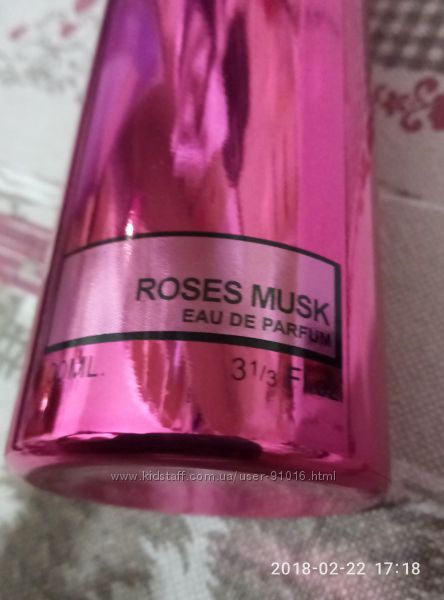 ROSES MUSK
EAU DE PARFUM
ML. 3 1/3
www.kidstaff.com.ua/user-91016.html
2018-02-22 17:18